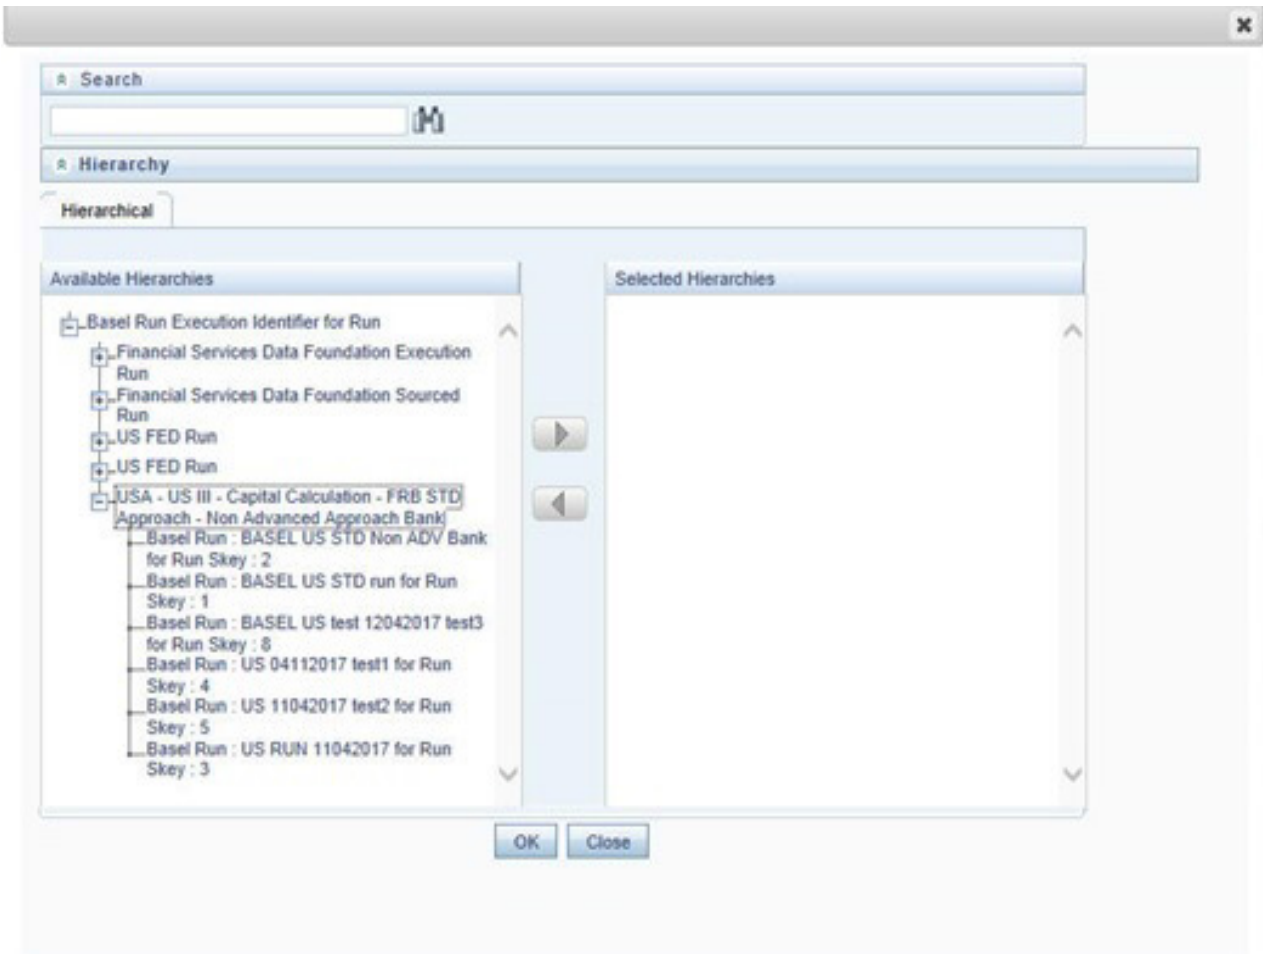 Search
Hierarchy
Hierarchical
Available Hierarchies
Selected Hierarchies
Basel Run Execution Identifier for Run
Financial Services Data Foundation Execution
Run
Financial Services Data Foundation Sourced
Run
US FED Run
US FED Run
USA - US III - Capital Calculation - FRB STD
Approach - Non Advanced Approach Bank
Basel Run : BASEL US STD Non ADV Bank
for Run Skey : 2
Basel Run : BASEL US STD run for Run
Skey : 1
Basel Run : BASEL US test 12042017 test3
for Run Skey : 8
Basel Run : US 04112017 test1 for Run
Skey : 4
Basel Run : US 11042017 test2 for Run
Skey : 5
Basel Run : US RUN 11042017 for Run
Skey : 3
OK
Close